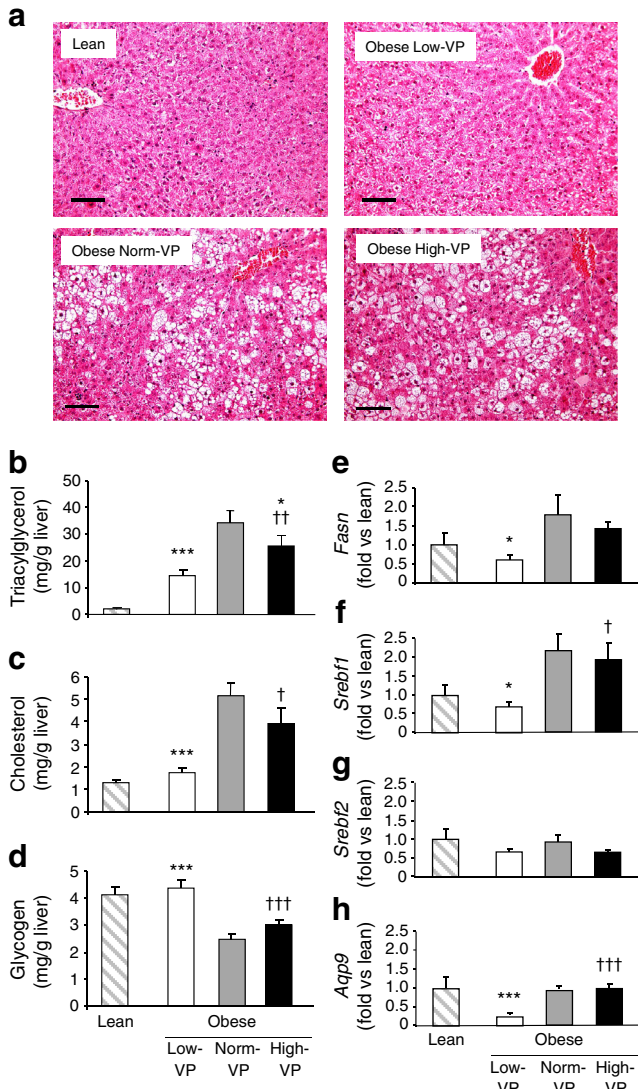 a
Lean
Obese Low-VP
Obese Norm-VP
Obese High-VP
b
Triacylglycerol
(mg/g liver)
50
40
30
20
10
0
***
*
††
c
Cholesterol
(mg/g liver)
6
5
4
3
2
1
0
***
†
d
Glycogen
(mg/g liver)
5
4
3
2
1
0
***
†††
Lean
Obese
Low-
VP
Norm-
VP
High-
VP
e
Fasn
(fold vs lean)
2.5
2.0
1.5
1.0
0.5
0
*
f
Srebf1
(fold vs lean)
2.5
2.0
1.5
1.0
0.5
0
*
†
g
Srebf2
(fold vs lean)
2.5
2.0
1.5
1.0
0.5
0
h
Aqp9
(fold vs lean)
2.5
2.0
1.5
1.0
0.5
0
***
†††
Lean
Obese
Low-
VP
Norm-
VP
High-
VP